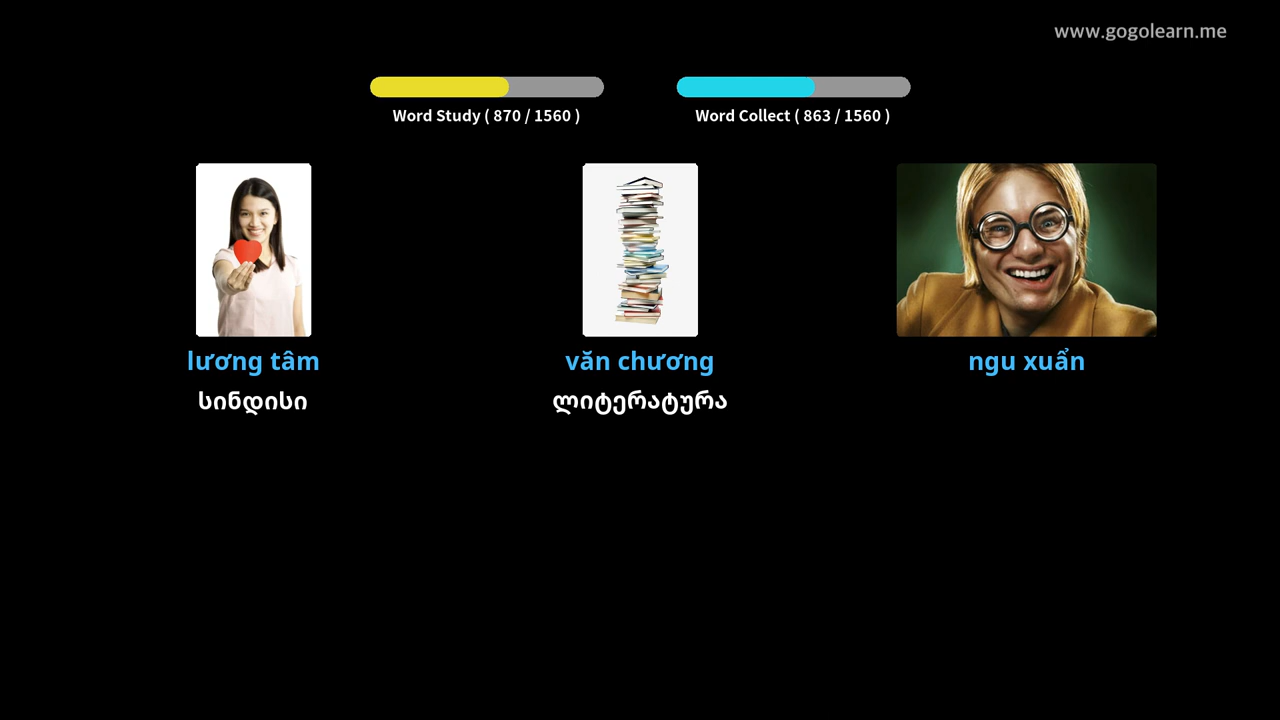 www.gogolearn.me
Word Study ( 870 / 1560 )
Word Collect ( 863 / 1560 )
lương tâm
văn chương
ngu xuẩn
სინდისი
ლიტერატურა